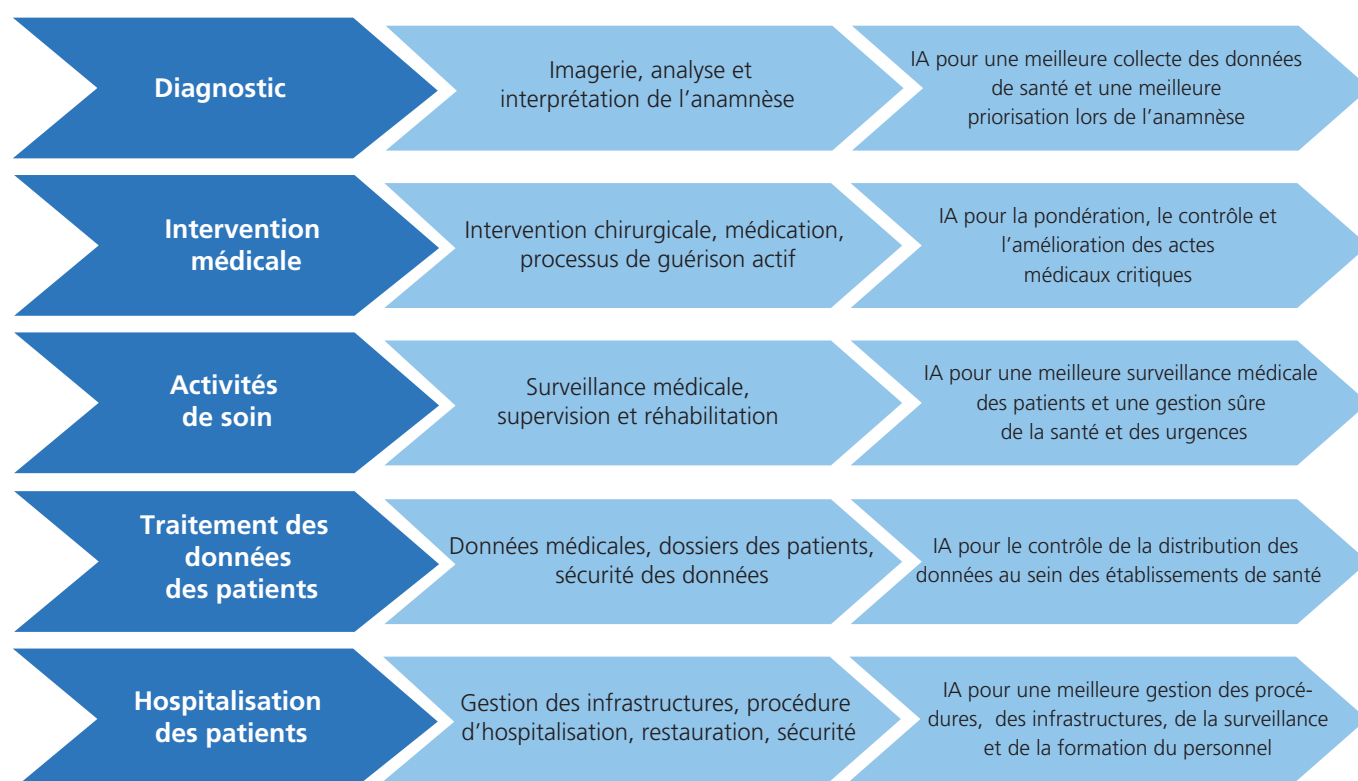 Diagnostic
Imagerie, analyse et
interprétation de l’anamnèse
IA pour une meilleure collecte des données
de santé et une meilleure
priorisation lors de l’anamnèse
Intervention
médicale
Intervention chirurgicale, médication,
processus de guérison actif
IA pour la pondération, le contrôle et
l’amélioration des actes
médicaux critiques
Activités
de soin
Surveillance médicale,
supervision et réhabilitation
IA pour une meilleure surveillance médicale
des patients et une gestion sûre
de la santé et des urgences
Traitement des
données
des patients
Données médicales, dossiers des patients,
sécurité des données
IA pour le contrôle de la distribution des
données au sein des établissements de santé
Hospitalisation
des patients
Gestion des infrastructures, procédure
d’hospitalisation, restauration, sécurité
IA pour une meilleure gestion des procé-
dures, des infrastructures, de la surveillance
et de la formation du personnel